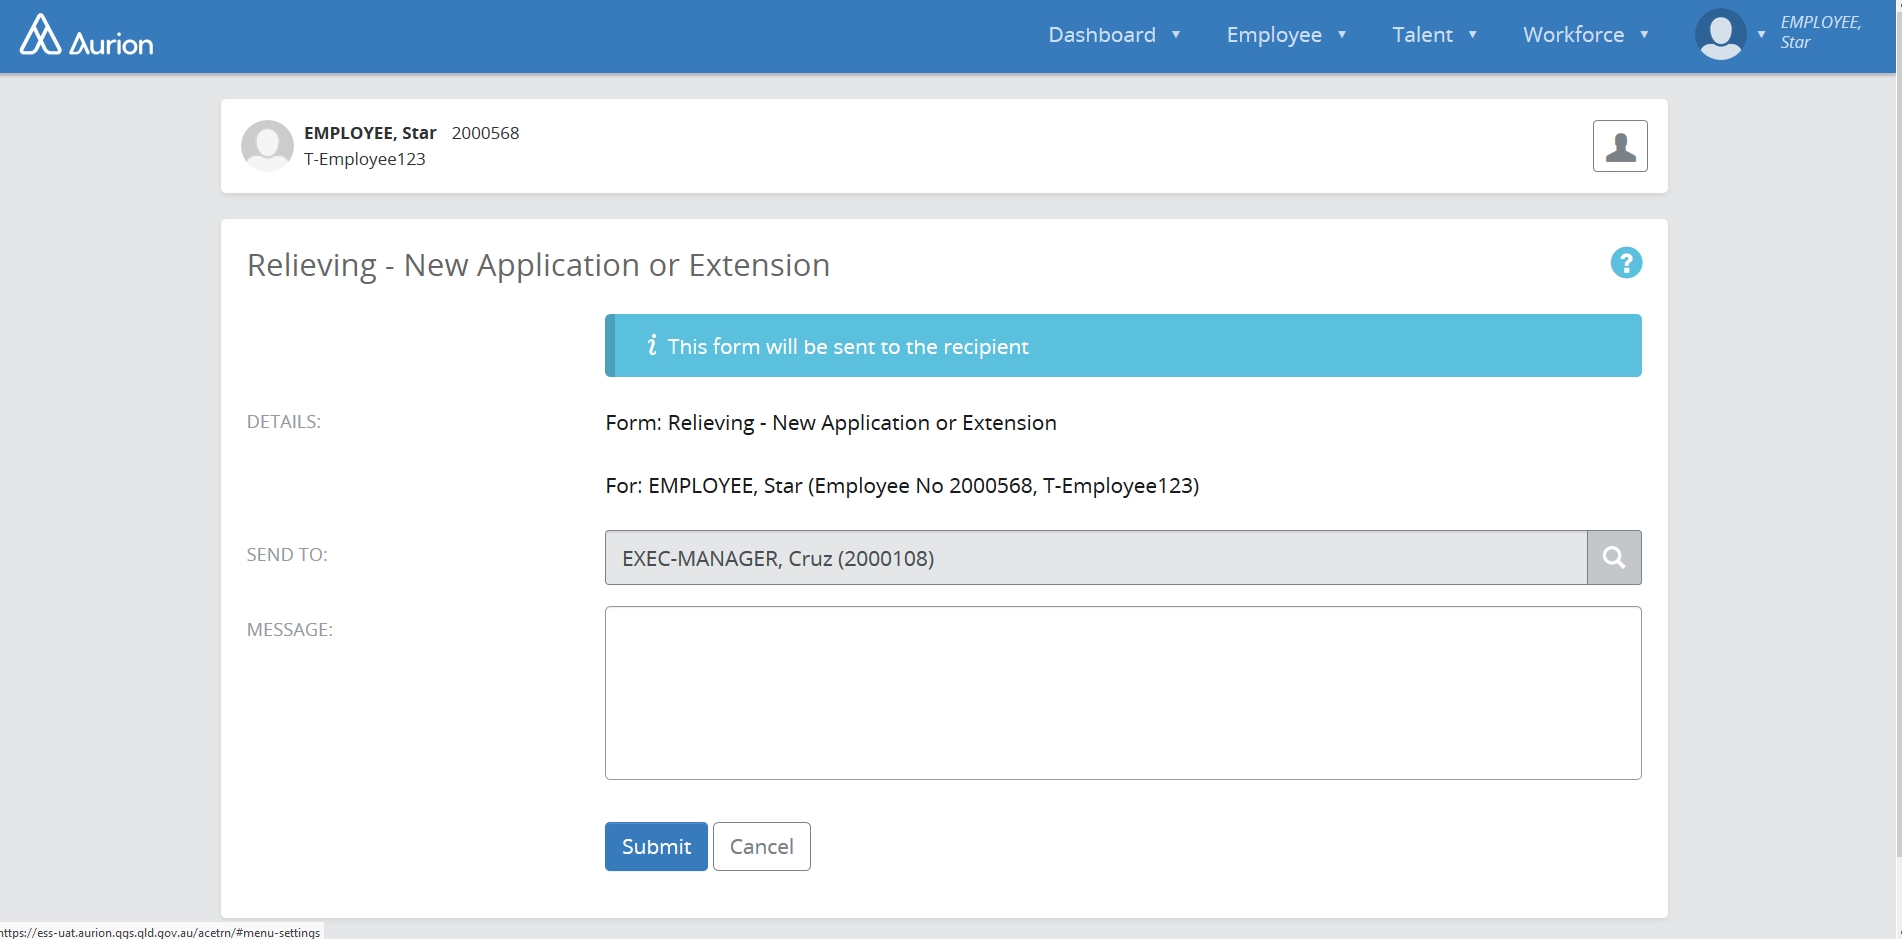 Aurion
Dashboard
Employee
Talent
Workforce
EMPLOYEE,
Star
EMPLOYEE, Star 2000568
T-Employee123
Relieving - New Application or Extension
?
i This form will be sent to the recipient
DETAILS:
Form: Relieving - New Application or Extension
For: EMPLOYEE, Star (Employee No 2000568, T-Employee123)
SEND TO:
EXEC-MANAGER, Cruz (2000108)
MESSAGE:
Submit
Cancel
https://ess-uat.aurion.qgs.qld.gov.au/acetrn/#menu-settings